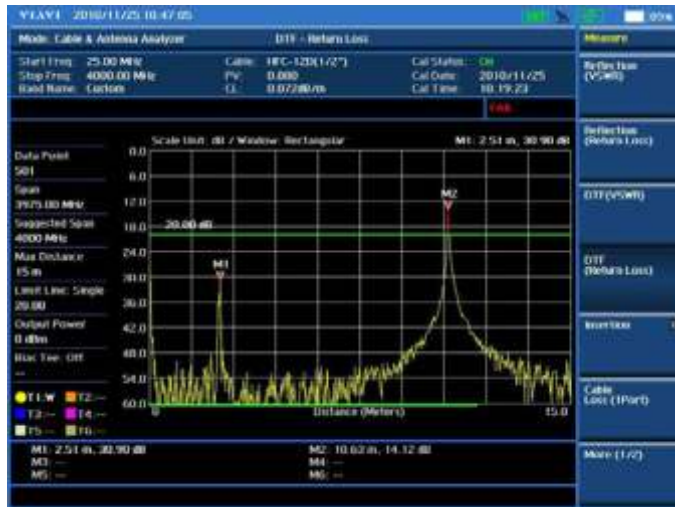 VIAVI 2010/11/25 10:47:05
Mode: Cable & Antenna Analyzer
DTF - Return Loss
Start Freq: 25.00 MHz
Stop Freq: 4000.00 MHz
Band Name: Custom
Cable: HFC-12D(1/2")
PV: 0.800
CL: 0.072dB/m
Cal Status: ON
Cal Date: 2010/11/25
Cal Time: 10:19:23
FAIL
Scale Unit: dB / Window: Rectangular
M1: 2.51 m, 30.90 dB
Data Point
501
Span
3975.00 MHz
Suggested Span
4000 MHz
Max Distance
15 m
Limit Line: Single
20.00
Output Power
0 dBm
Bias Tee: Off
--
T1:W T2:--
T3:-- T4:--
T5:-- T6:--
0.0
6.0
12.0
18.0
24.0
30.0
36.0
42.0
48.0
54.0
60.0
20.00 dB
M1
M2
0
Distance (Meters)
15.0
M1: 2.51 m, 30.90 dB
M2: 10.62 m, 14.12 dB
M3: --
M4: --
M5: --
M6: --
Measure
Reflection
(VSWR)
Reflection
(Return Loss)
DTF(VSWR)
DTF
(Return Loss)
Insertion
Cable
Loss (1Port)
More (1/2)